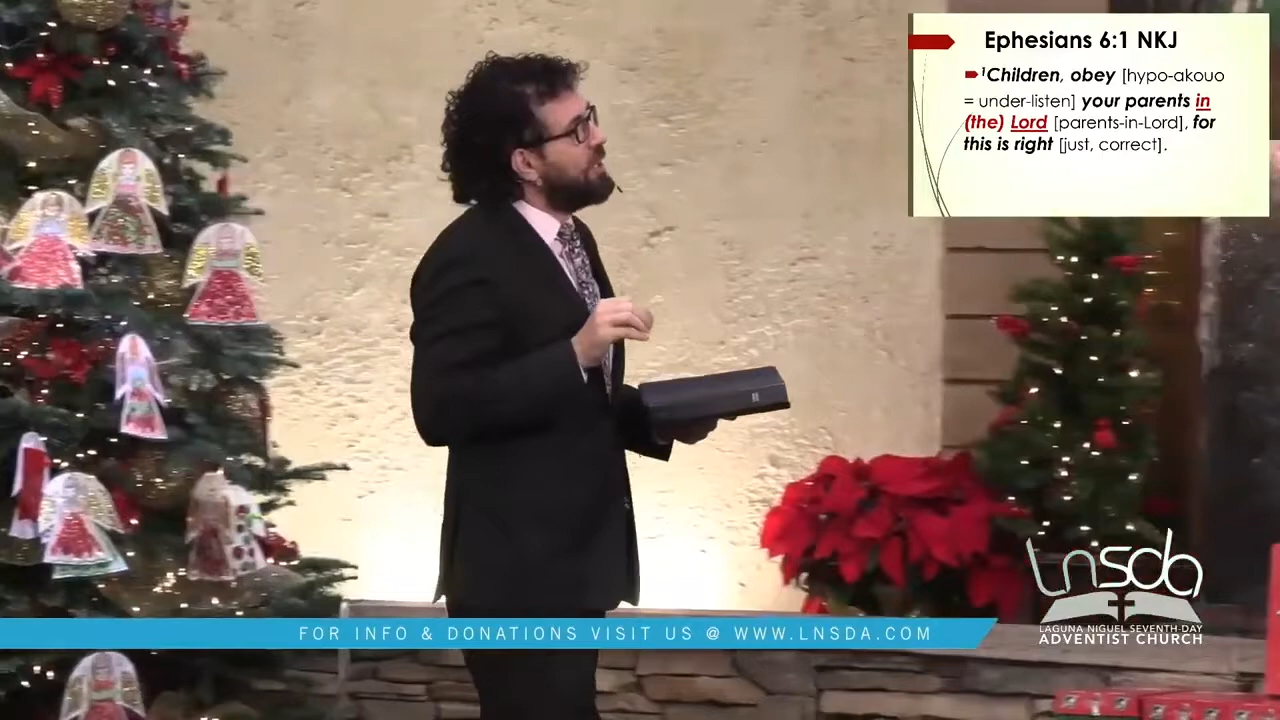 Ephesians 6:1 NKJ
¹Children, obey [hypo-akouo
= under-listen] your parents in
(the) Lord [parents-in-Lord], for
this is right [just, correct].
lnsda
LAGUNA NIGUEL SEVENTH-DAY
ADVENTIST CHURCH
FOR INFO & DONATIONS VISIT US @ WWW.LNSDA.COM